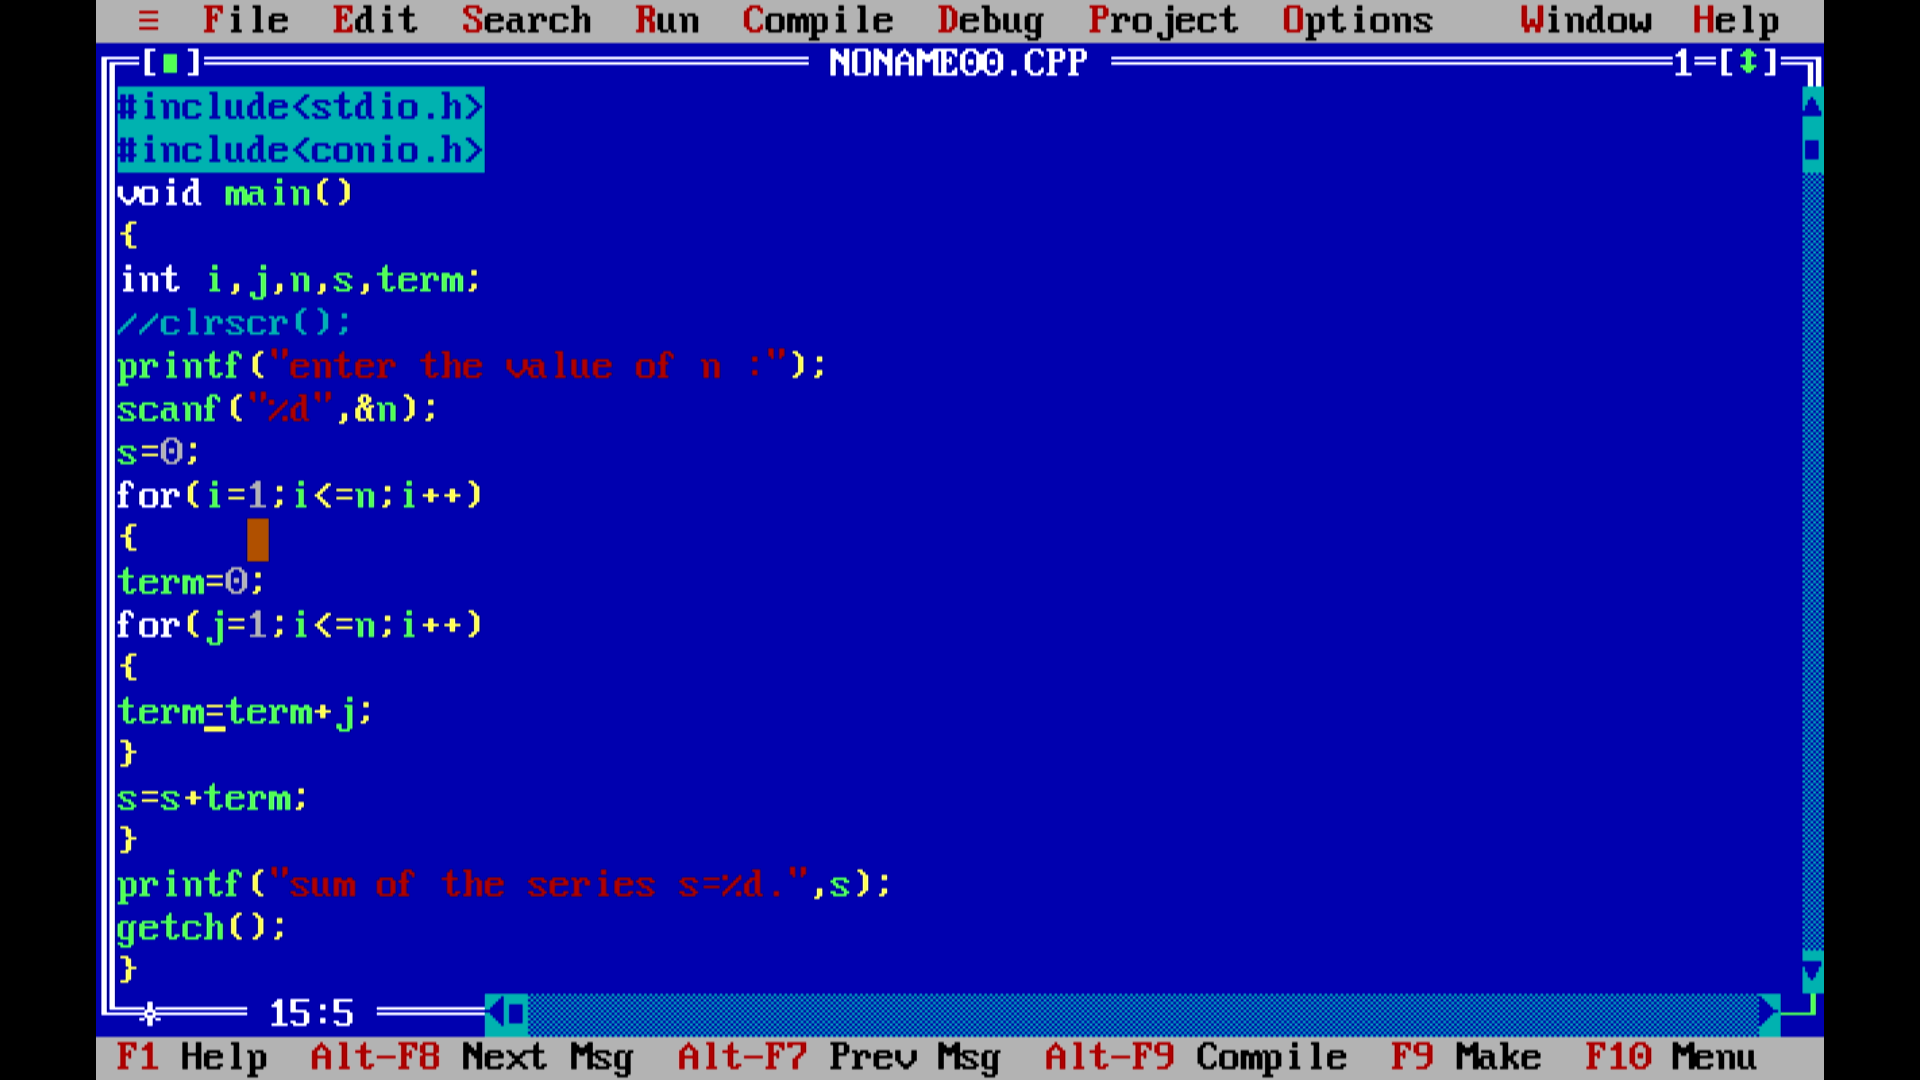 ≡ File Edit Search Run Compile Debug Project Options Window Help
[■] NONAME00.CPP 1=[↕]
#include<stdio.h>
#include<conio.h>
void main()
{
int i,j,n,s,term;
//clrscr();
printf("enter the value of n :");
scanf("%d",&n);
s=0;
for(i=1;i<=n;i++)
{
term=0;
for(j=1;i<=n;i++)
{
term=term+j;
}
s=s+term;
}
printf("sum of the series s=%d.",s);
getch();
}
15:5
F1 Help Alt-F8 Next Msg Alt-F7 Prev Msg Alt-F9 Compile F9 Make F10 Menu